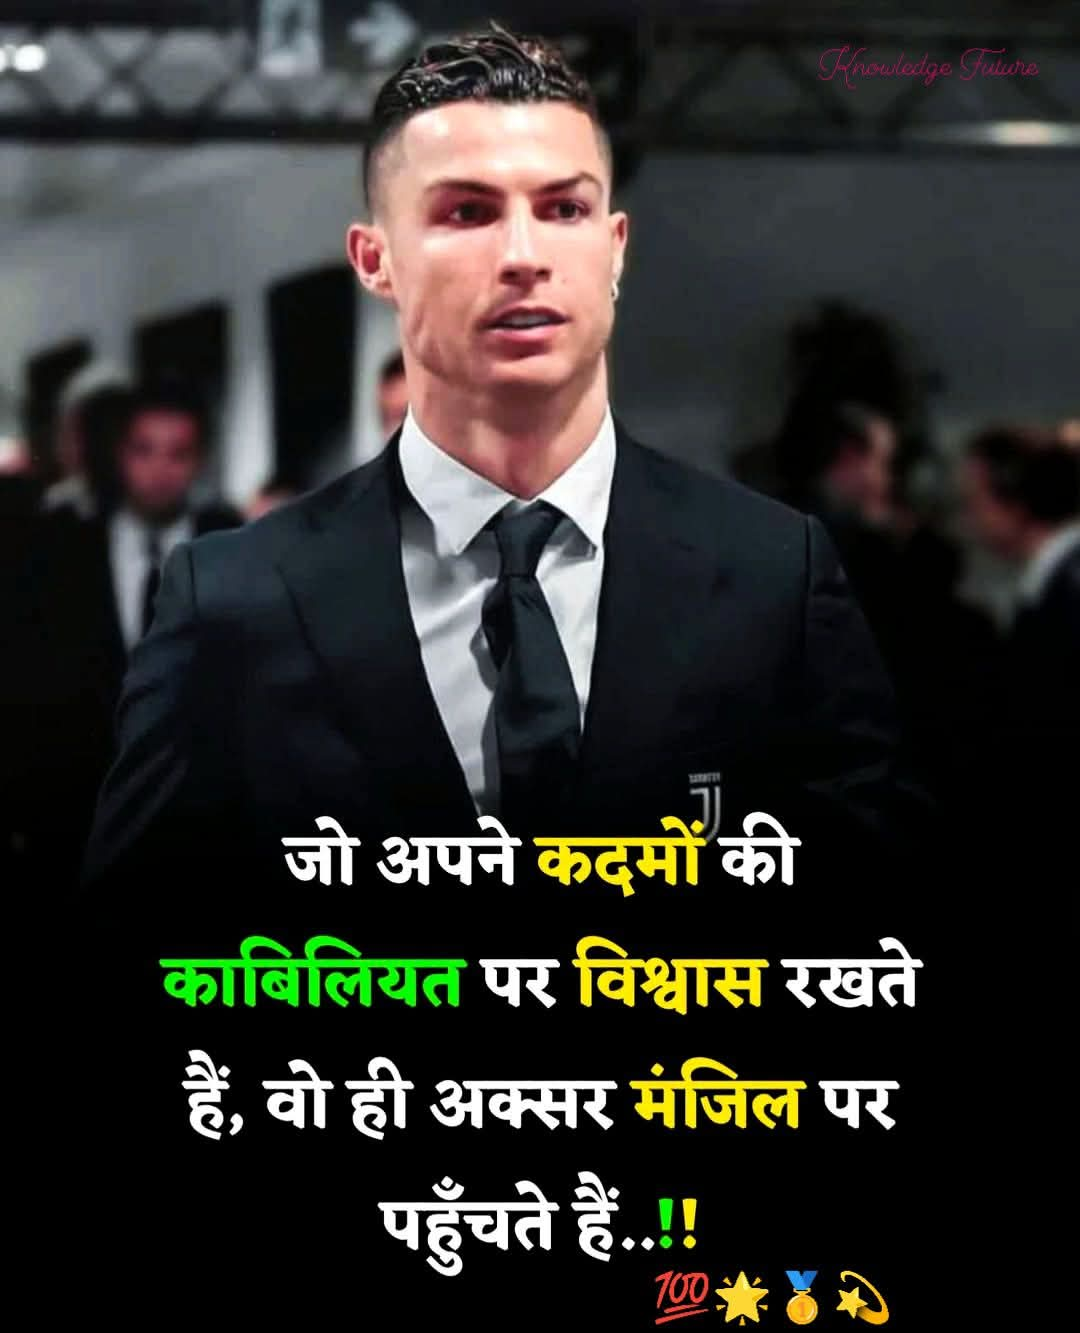 Knowledge Future
जो अपने कदमों की
काबिलियत पर विश्वास रखते
हैं, वो ही अक्सर मंजिल पर
पहुँचते हैं..!!
💯🌟🥇💫